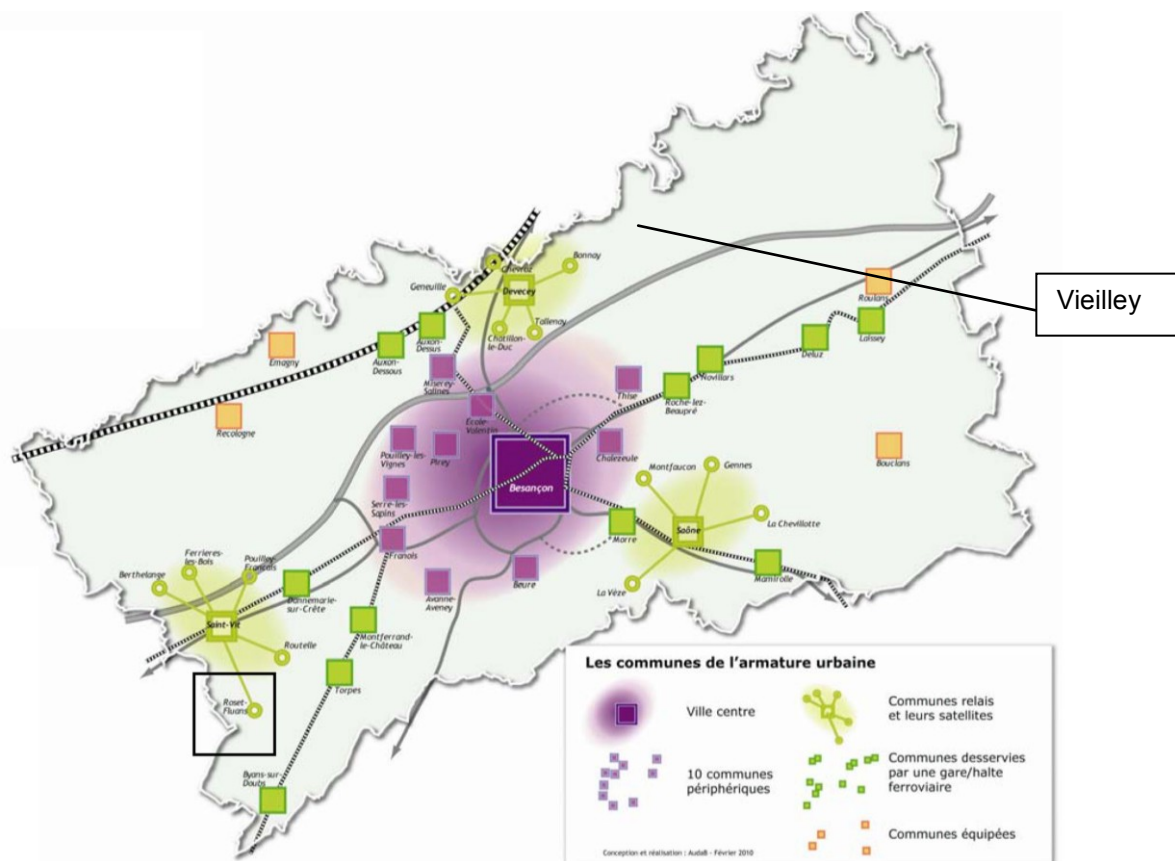 Chevroz
Bonnay
Geneuille
Devecey
Tallenay
Châtillon-
le-Duc
Vieilley
Roulans
Laissey
Deluz
Novillars
Roche-lez-
Beaupré
Auxon-
Dessus
Auxon-
Dessous
Emagny
Recologne
Miserey-
Salines
Ecole-
Valentin
Thise
Chalezeule
Pouilley-les-
Vignes
Pirey
Besançon
Bouclans
Serre-les-
Sapins
Franois
Montfaucon
Gennes
La Chevillotte
Saône
Morre
Mamirolle
La Vèze
Beure
Avanne-
Aveney
Ferrieres-
les-Bois
Pouilley-
Francois
Berthelange
Dannemarie-
sur-Crète
Saint-Vit
Routelle
Montferrand-
le-Château
Torpes
Roset-
Fluans
Byans-sur-
Doubs
Les communes de l'armature urbaine
Ville centre
Communes relais
et leurs satellites
10 communes
périphériques
Communes desservies
par une gare/halte
ferroviaire
Communes équipées
Conception et réalisation : AudaB - Février 2010